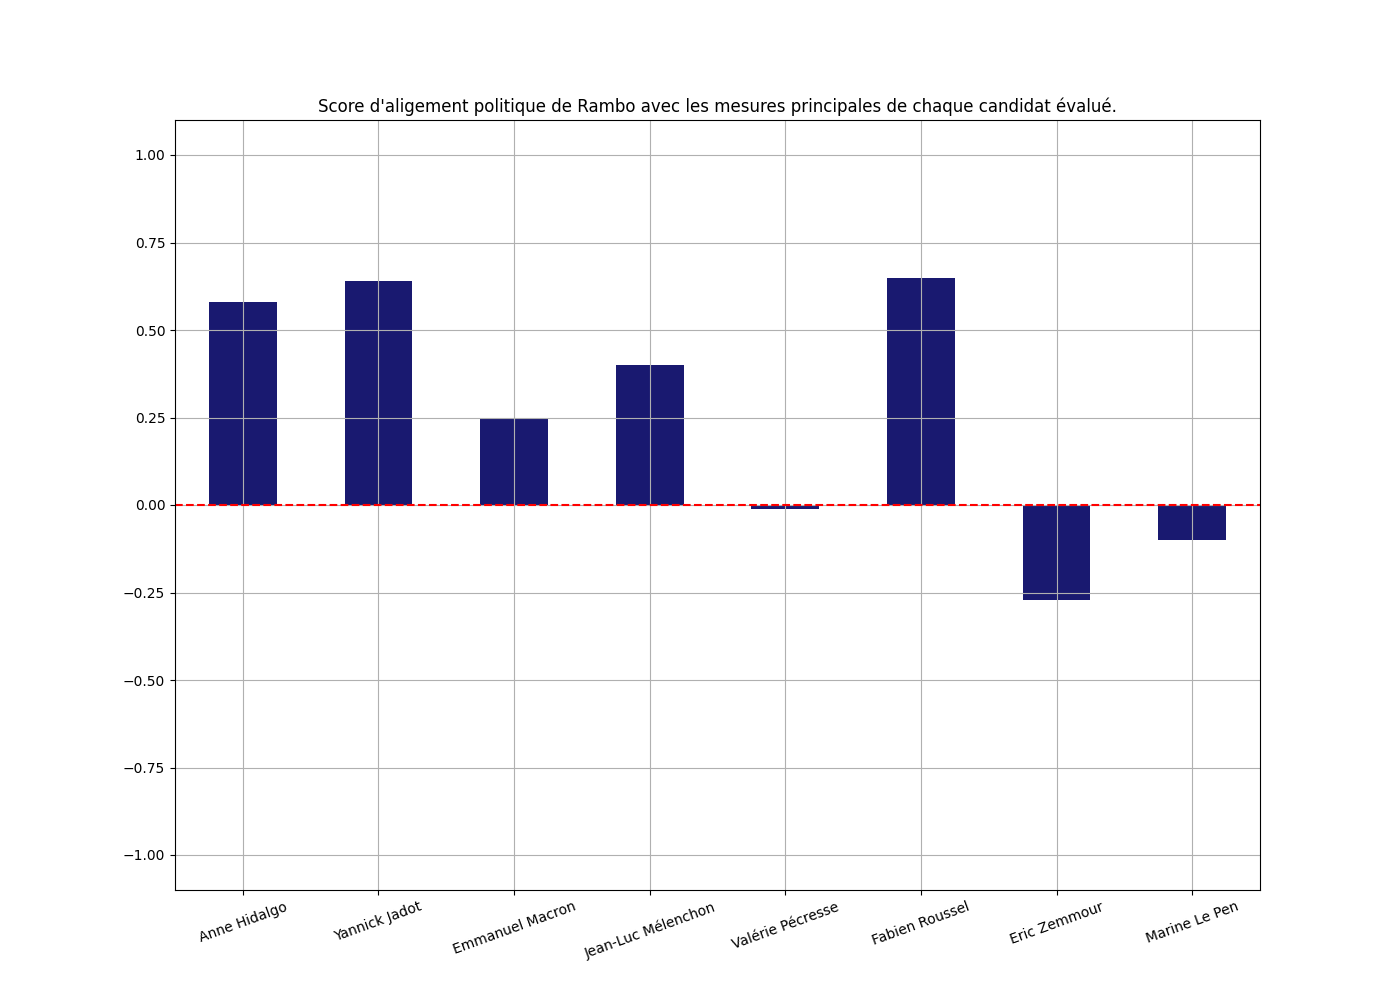 Score d'aligement politique de Rambo avec les mesures principales de chaque candidat évalué.
1.00
0.75
0.50
0.25
0.00
−0.25
−0.50
−0.75
−1.00
Anne Hidalgo
Yannick Jadot
Emmanuel Macron
Jean-Luc Mélenchon
Valérie Pécresse
Fabien Roussel
Eric Zemmour
Marine Le Pen